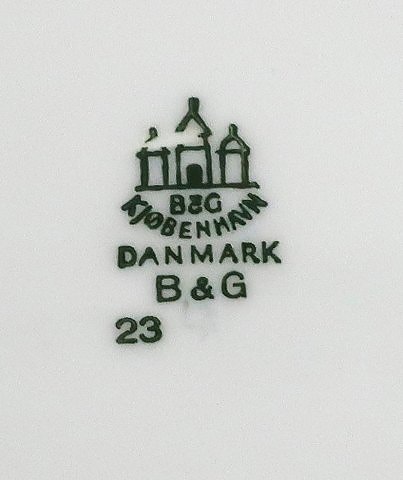 B&G
KJØBENHAVN
DANMARK
B & G
23